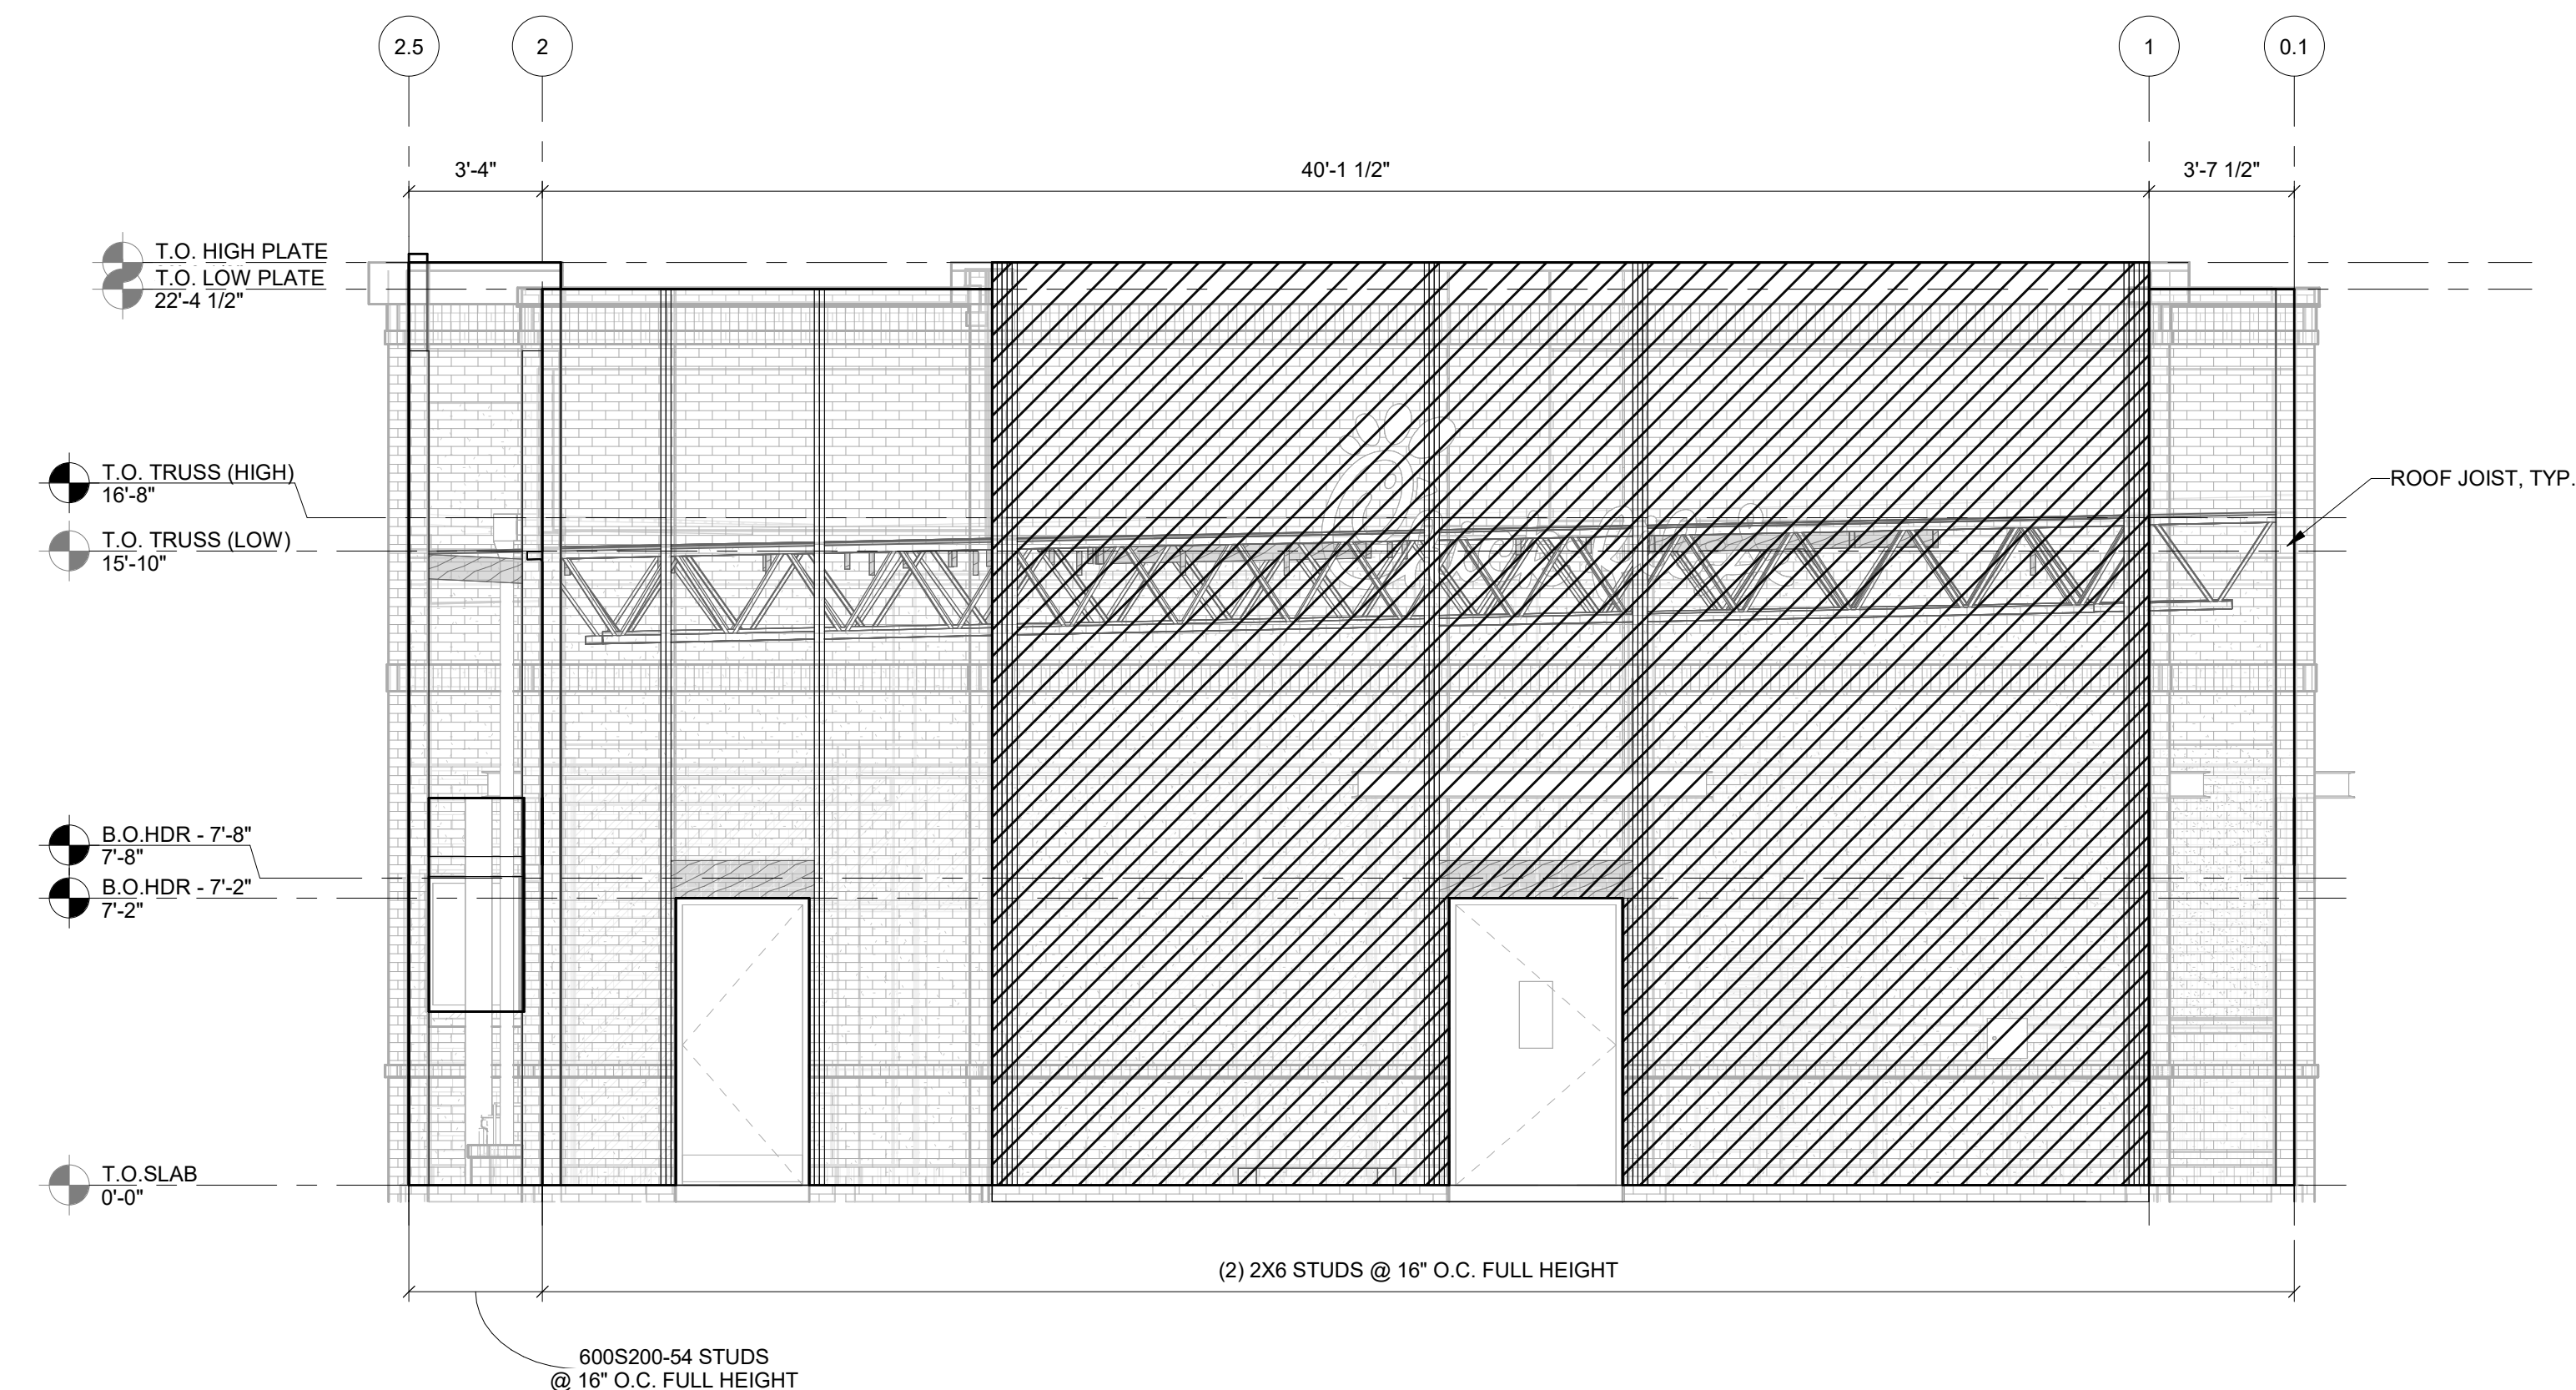 2.5
2
1
0.1
3'-4"
40'-1 1/2"
3'-7 1/2"
T.O. HIGH PLATE
T.O. LOW PLATE
22'-4 1/2"
T.O. TRUSS (HIGH)
16'-8"
ROOF JOIST, TYP.
T.O. TRUSS (LOW)
15'-10"
B.O.HDR - 7'-8"
7'-8"
B.O.HDR - 7'-2"
7'-2"
T.O.SLAB
0'-0"
(2) 2X6 STUDS @ 16" O.C. FULL HEIGHT
600S200-54 STUDS
@ 16" O.C. FULL HEIGHT